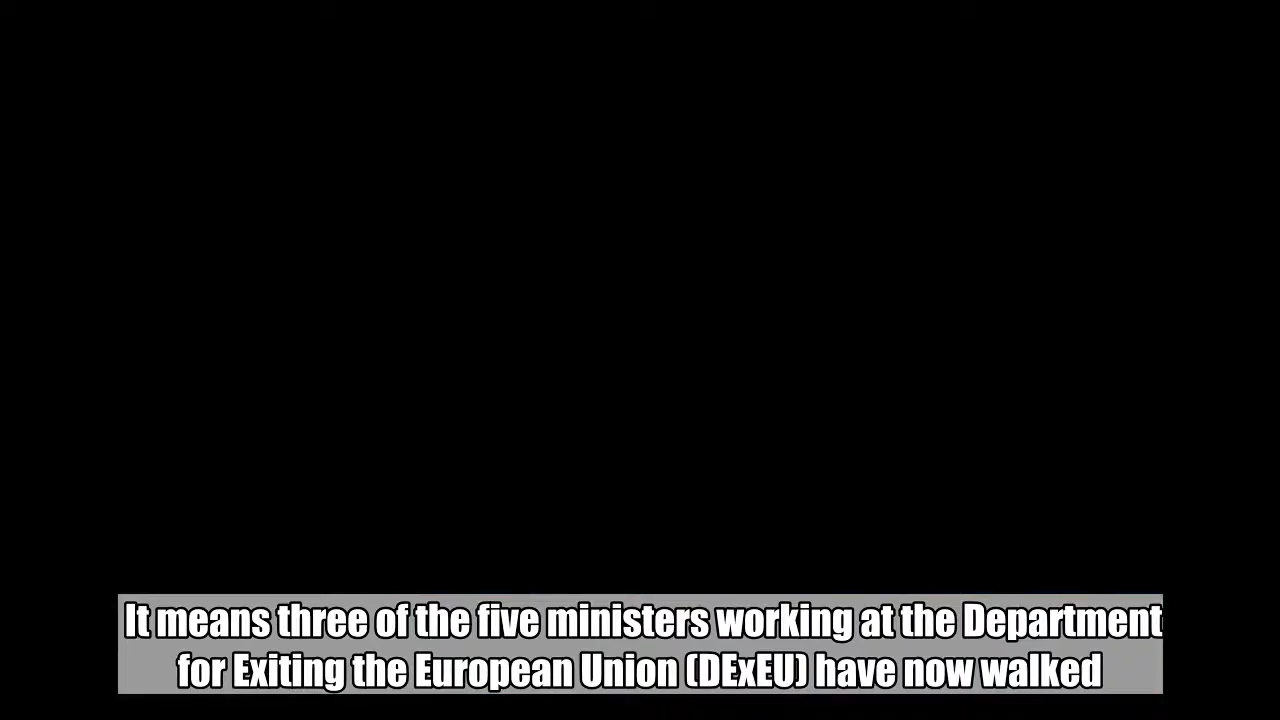 It means three of the five ministers working at the Department
for Exiting the European Union (DExEU) have now walked